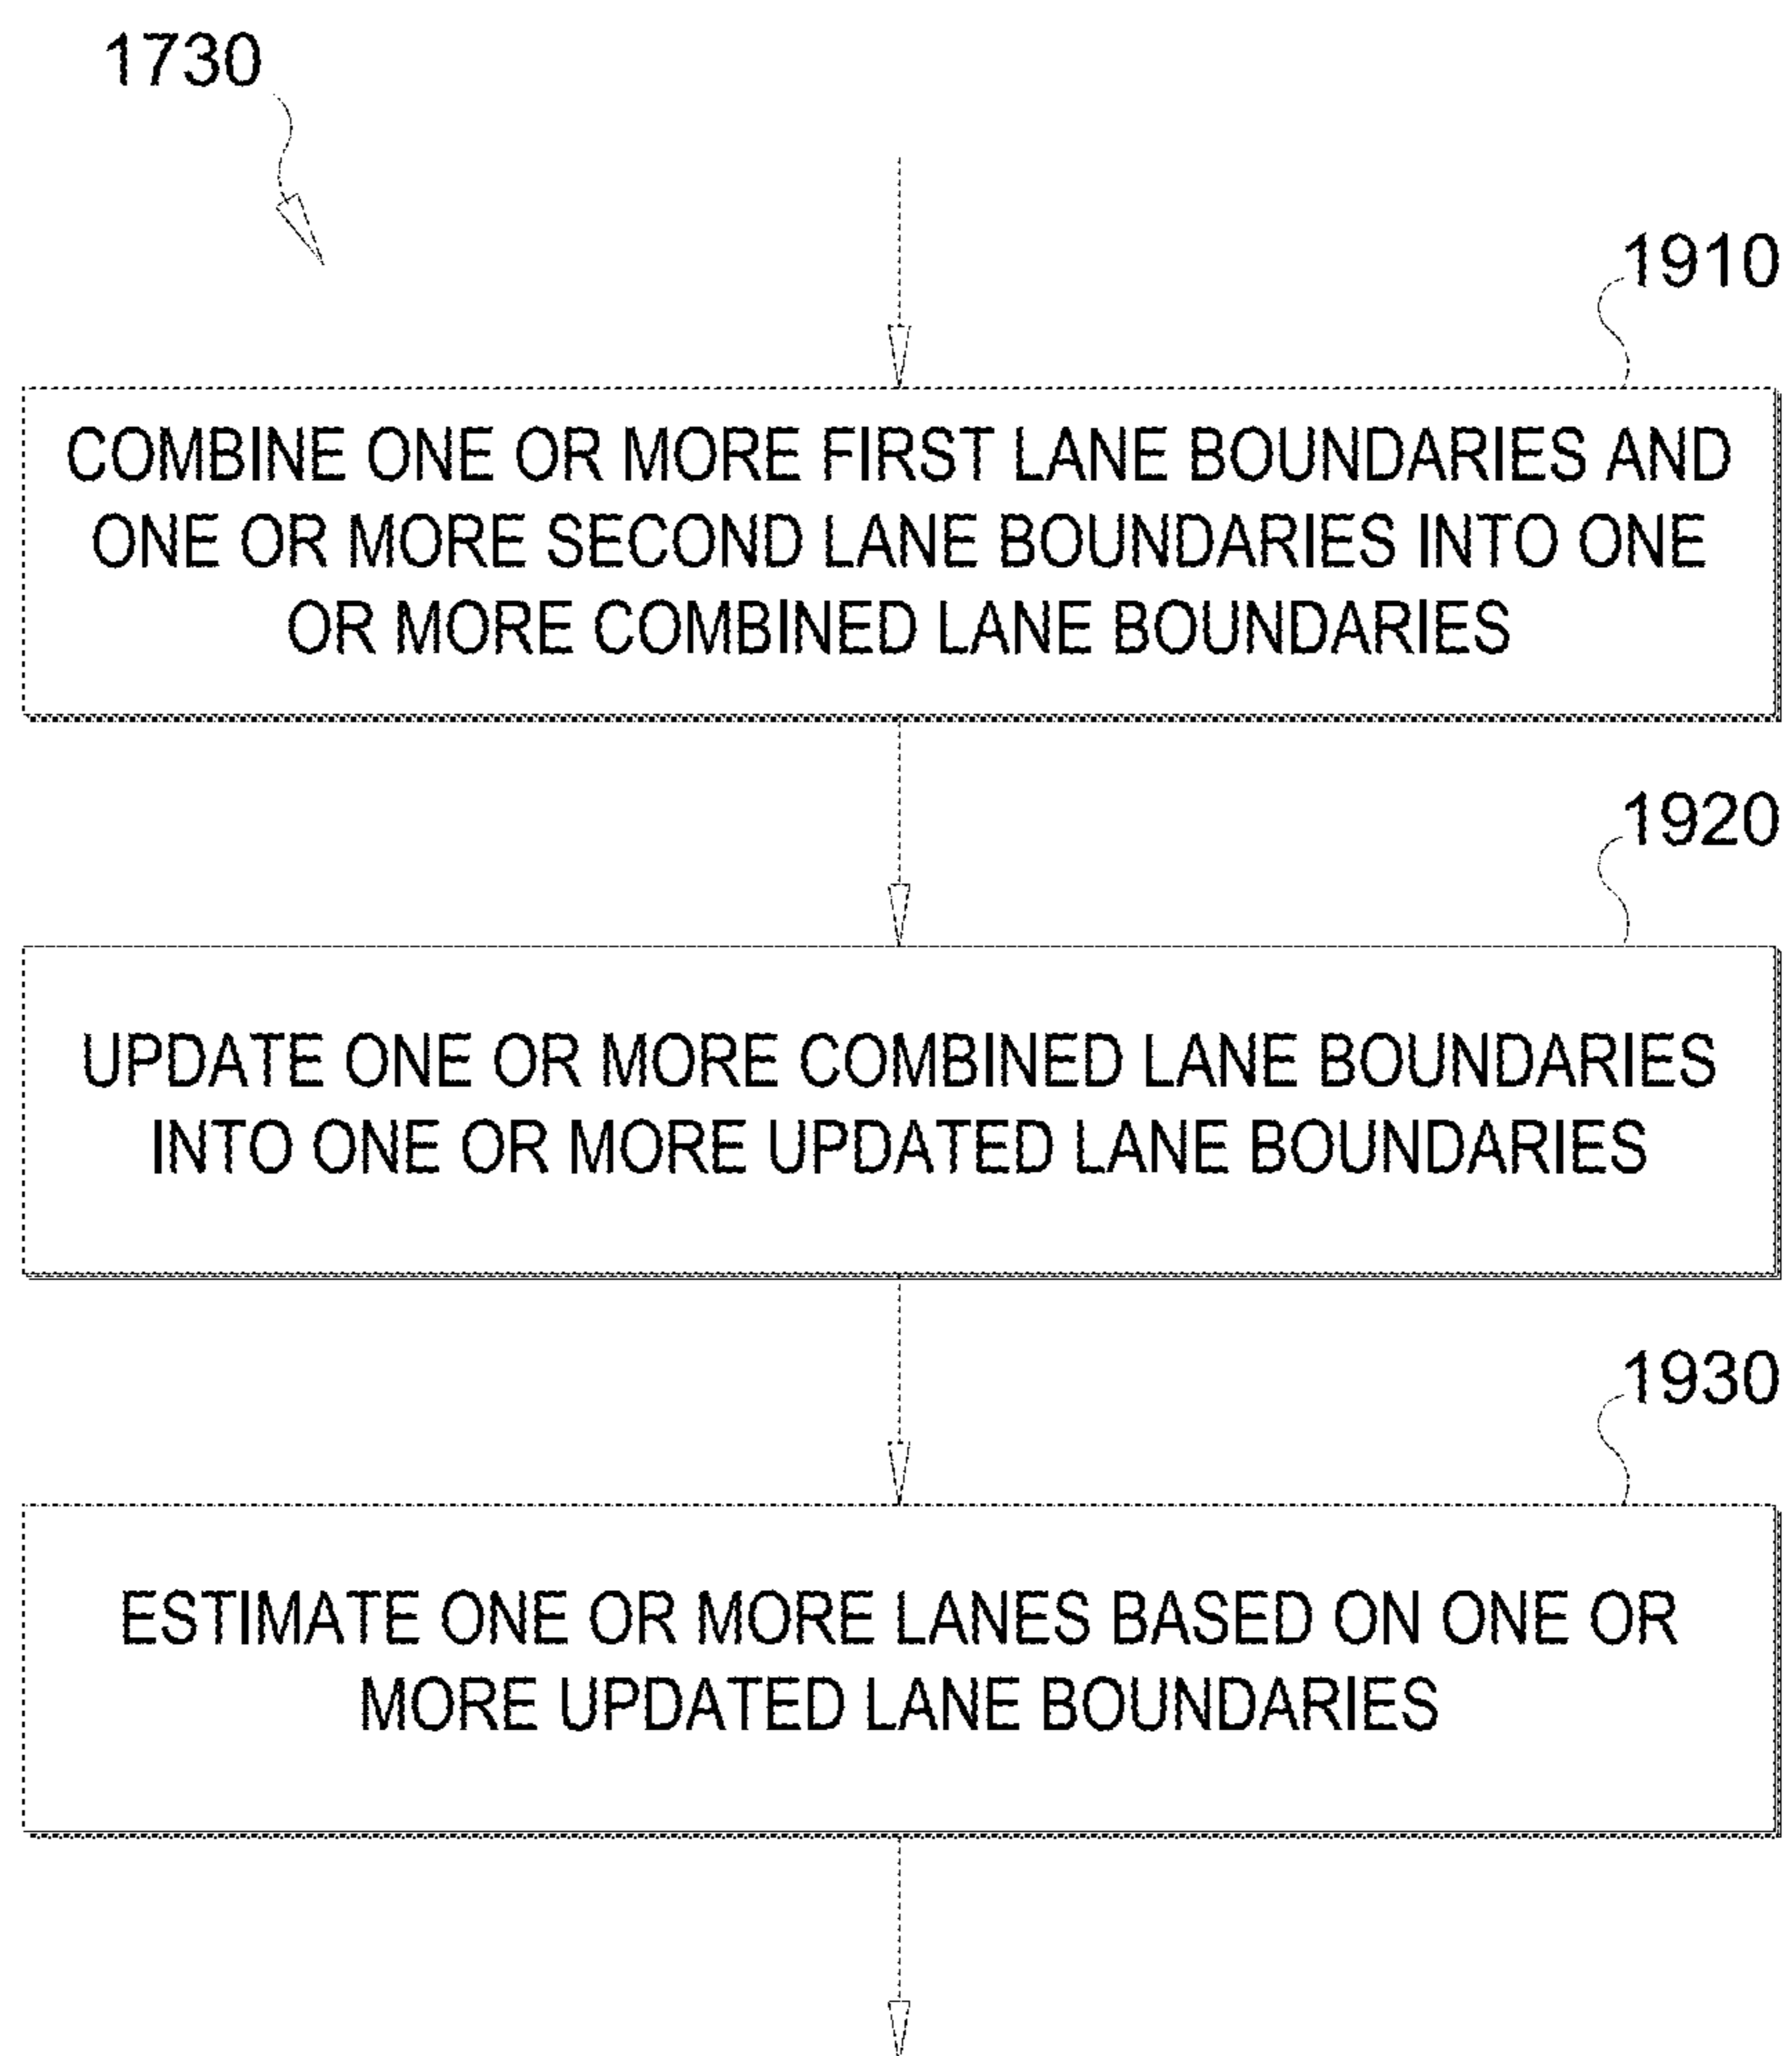 1730
1910
COMBINE ONE OR MORE FIRST LANE BOUNDARIES AND
ONE OR MORE SECOND LANE BOUNDARIES INTO ONE
OR MORE COMBINED LANE BOUNDARIES
1920
UPDATE ONE OR MORE COMBINED LANE BOUNDARIES
INTO ONE OR MORE UPDATED LANE BOUNDARIES
1930
ESTIMATE ONE OR MORE LANES BASED ON ONE OR
MORE UPDATED LANE BOUNDARIES